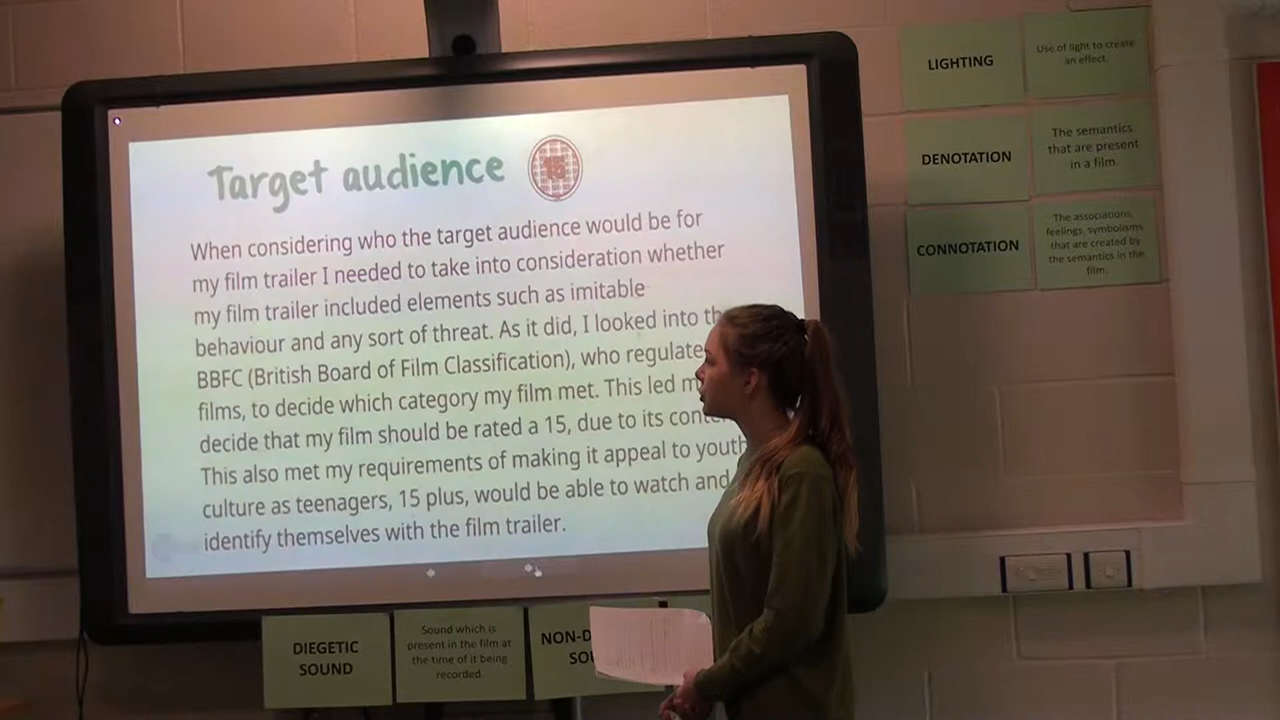 Target audience
15
When considering who the target audience would be for
my film trailer I needed to take into consideration whether
my film trailer included elements such as imitable
behaviour and any sort of threat. As it did, I looked into
BBFC (British Board of Film Classification), who
films, to decide which category my film met. This led
decide that my film should be rated a 15, due to its
This also met my requirements of making it appeal to youth
culture as teenagers, 15 plus, would be able to watch and
identify themselves with the film trailer.
LIGHTING
Use of light to create
an effect.
DENOTATION
The semantics
that are present
in a film.
CONNOTATION
The associations,
feelings, symbolisms
that are created by
the semantics in the
film.
DIEGETIC
SOUND
Sound which is
present in the film at
the time of it being
recorded.